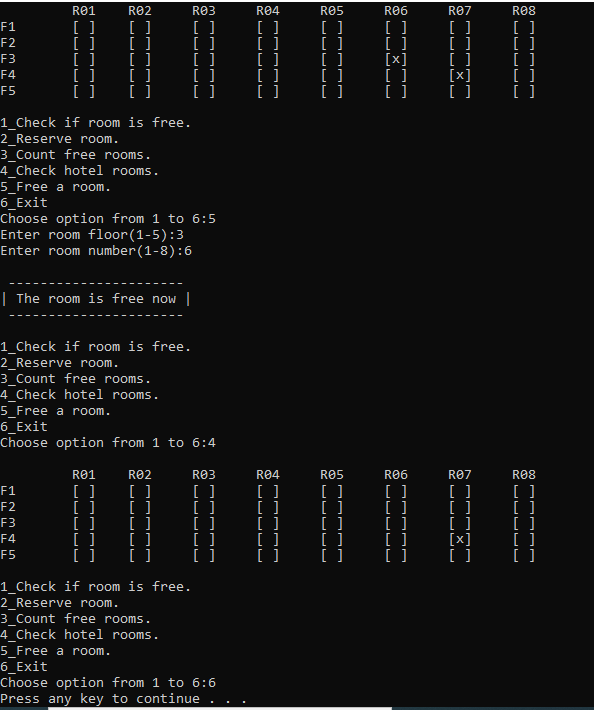 R01 R02 R03 R04 R05 R06 R07 R08
F1 [ ] [ ] [ ] [ ] [ ] [ ] [ ] [ ]
F2 [ ] [ ] [ ] [ ] [ ] [ ] [ ] [ ]
F3 [ ] [ ] [ ] [ ] [ ] [x] [ ] [ ]
F4 [ ] [ ] [ ] [ ] [ ] [ ] [x] [ ]
F5 [ ] [ ] [ ] [ ] [ ] [ ] [ ] [ ]
1_Check if room is free.
2_Reserve room.
3_Count free rooms.
4_Check hotel rooms.
5_Free a room.
6_Exit
Choose option from 1 to 6:5
Enter room floor(1-5):3
Enter room number(1-8):6
----------------------
| The room is free now |
----------------------
1_Check if room is free.
2_Reserve room.
3_Count free rooms.
4_Check hotel rooms.
5_Free a room.
6_Exit
Choose option from 1 to 6:4
R01 R02 R03 R04 R05 R06 R07 R08
F1 [ ] [ ] [ ] [ ] [ ] [ ] [ ] [ ]
F2 [ ] [ ] [ ] [ ] [ ] [ ] [ ] [ ]
F3 [ ] [ ] [ ] [ ] [ ] [ ] [ ] [ ]
F4 [ ] [ ] [ ] [ ] [ ] [ ] [x] [ ]
F5 [ ] [ ] [ ] [ ] [ ] [ ] [ ] [ ]
1_Check if room is free.
2_Reserve room.
3_Count free rooms.
4_Check hotel rooms.
5_Free a room.
6_Exit
Choose option from 1 to 6:6
Press any key to continue . . .